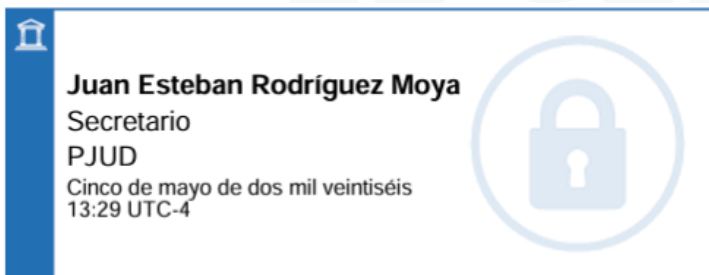 Juan Esteban Rodríguez Moya
Secretario
PJUD
Cinco de mayo de dos mil veintiséis
13:29 UTC-4